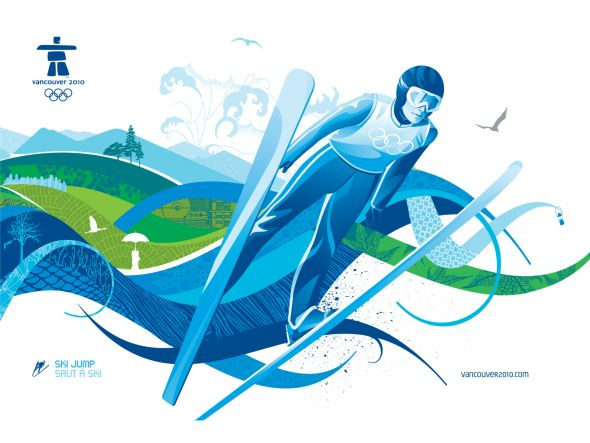 vancouver 2010
SKI JUMP
SAUT À SKI
vancouver2010.com